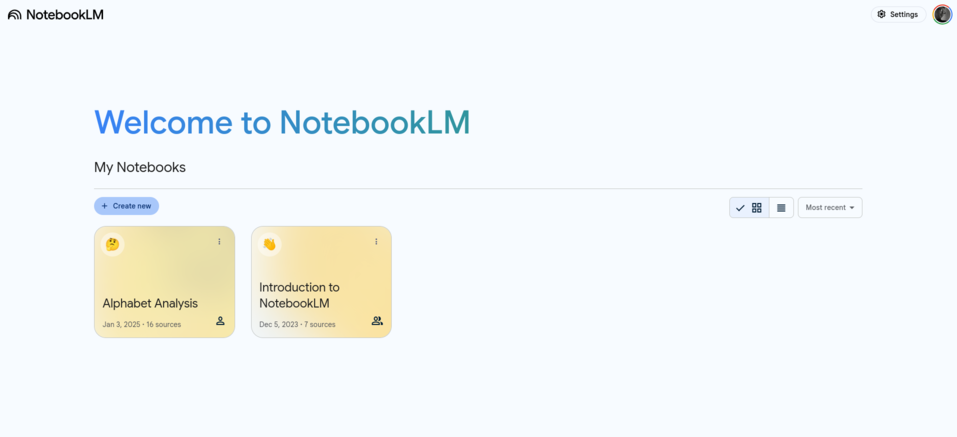 NotebookLM
Settings
Welcome to NotebookLM
My Notebooks
+ Create new
Most recent
Alphabet Analysis
Jan 3, 2025 · 16 sources
Introduction to
NotebookLM
Dec 5, 2023 · 7 sources